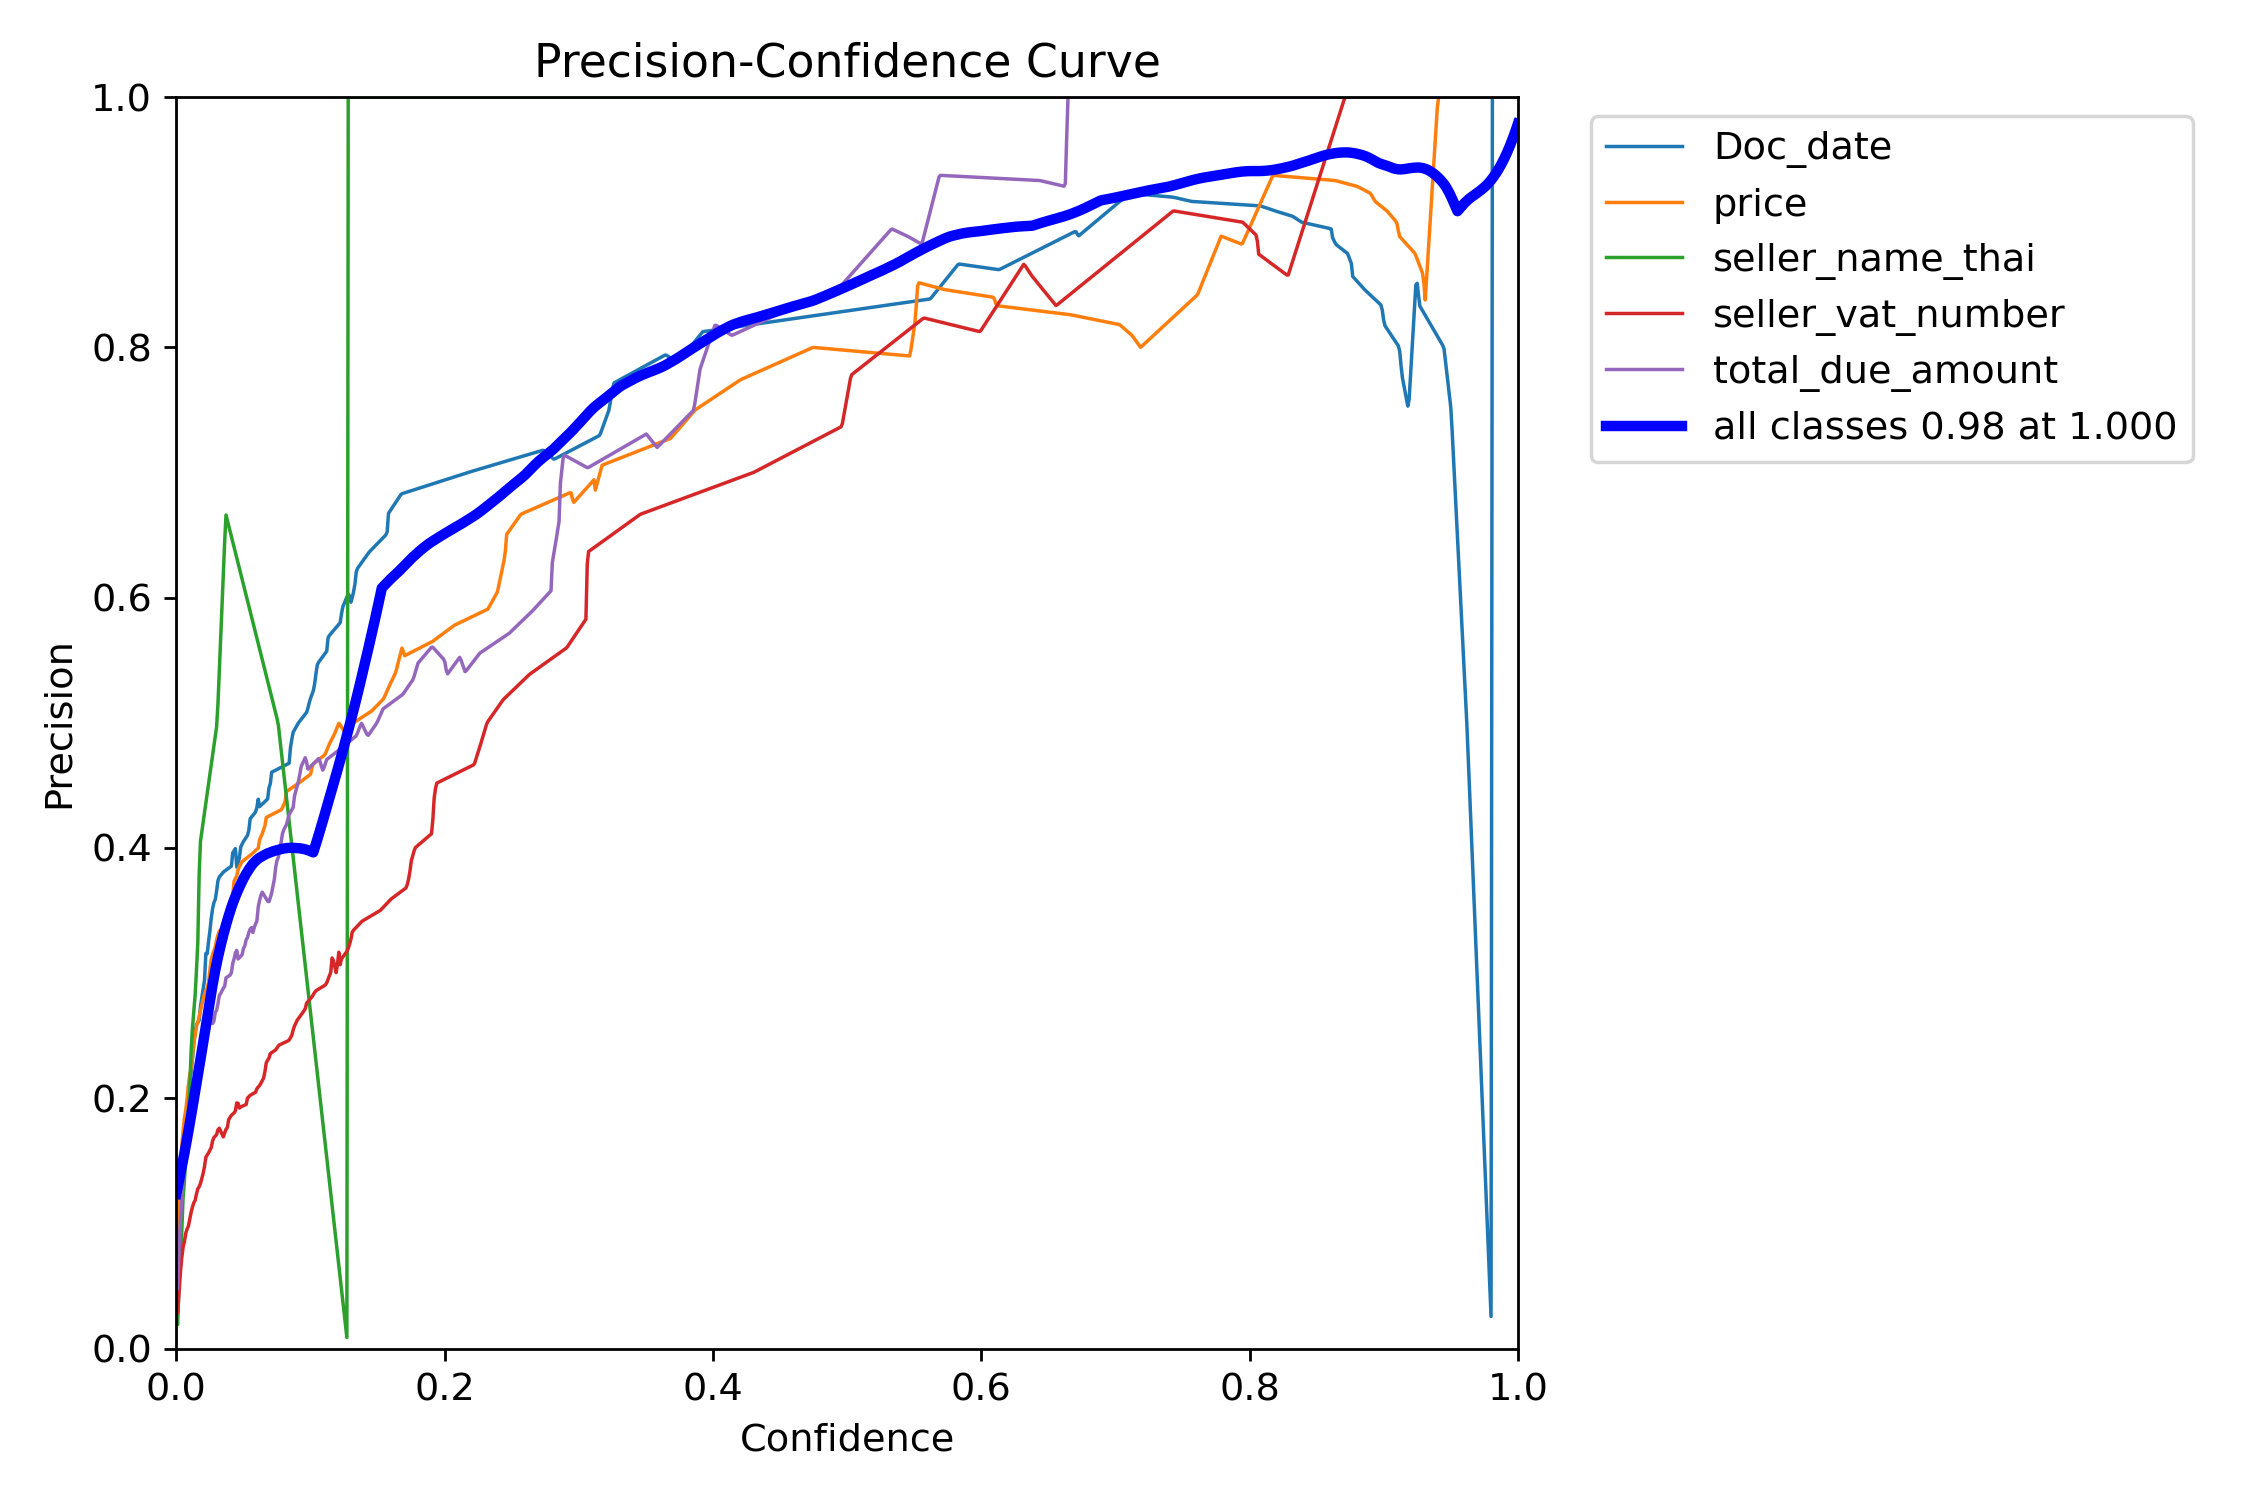 Precision-Confidence Curve
1.0
0.8
0.6
0.4
0.2
0.0
Precision
0.0 0.2 0.4 0.6 0.8 1.0
Confidence
Doc_date
price
seller_name_thai
seller_vat_number
total_due_amount
all classes 0.98 at 1.000